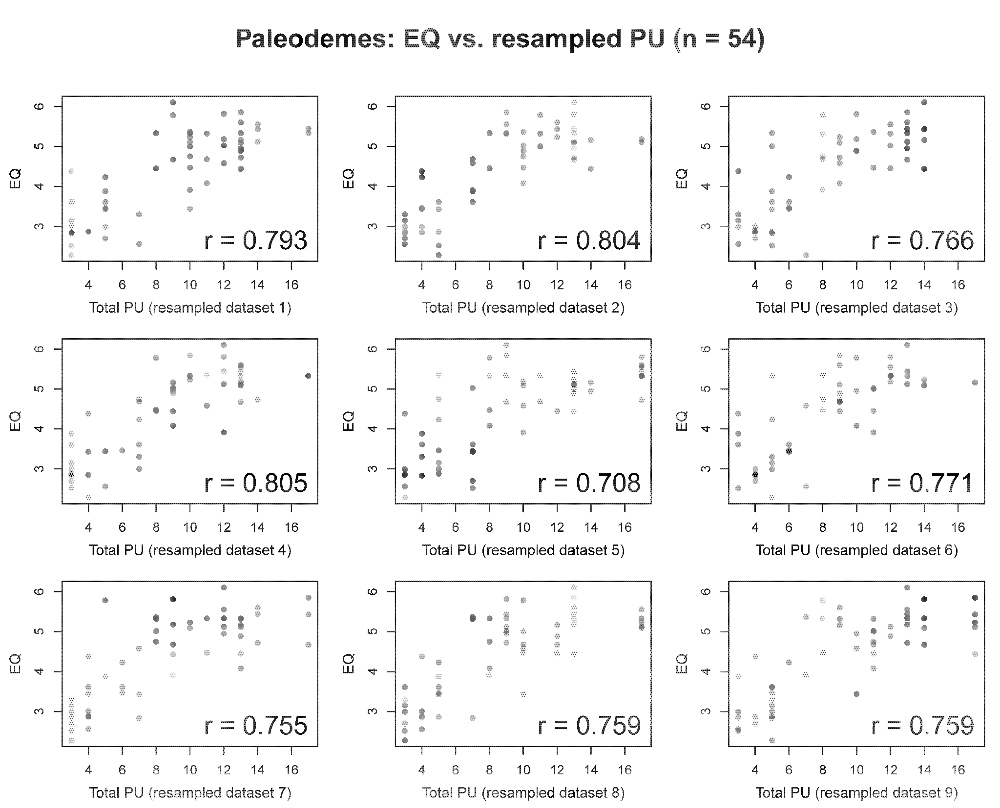 Paleodemes: EQ vs. resampled PU (n = 54)
EQ
6
5
4
3
r = 0.793
4 6 8 10 12 14 16
Total PU (resampled dataset 1)
EQ
6
5
4
3
r = 0.804
4 6 8 10 12 14 16
Total PU (resampled dataset 2)
EQ
6
5
4
3
r = 0.766
4 6 8 10 12 14 16
Total PU (resampled dataset 3)
EQ
6
5
4
3
r = 0.805
4 6 8 10 12 14 16
Total PU (resampled dataset 4)
EQ
6
5
4
3
r = 0.708
4 6 8 10 12 14 16
Total PU (resampled dataset 5)
EQ
6
5
4
3
r = 0.771
4 6 8 10 12 14 16
Total PU (resampled dataset 6)
EQ
6
5
4
3
r = 0.755
4 6 8 10 12 14 16
Total PU (resampled dataset 7)
EQ
6
5
4
3
r = 0.759
4 6 8 10 12 14 16
Total PU (resampled dataset 8)
EQ
6
5
4
3
r = 0.759
4 6 8 10 12 14 16
Total PU (resampled dataset 9)